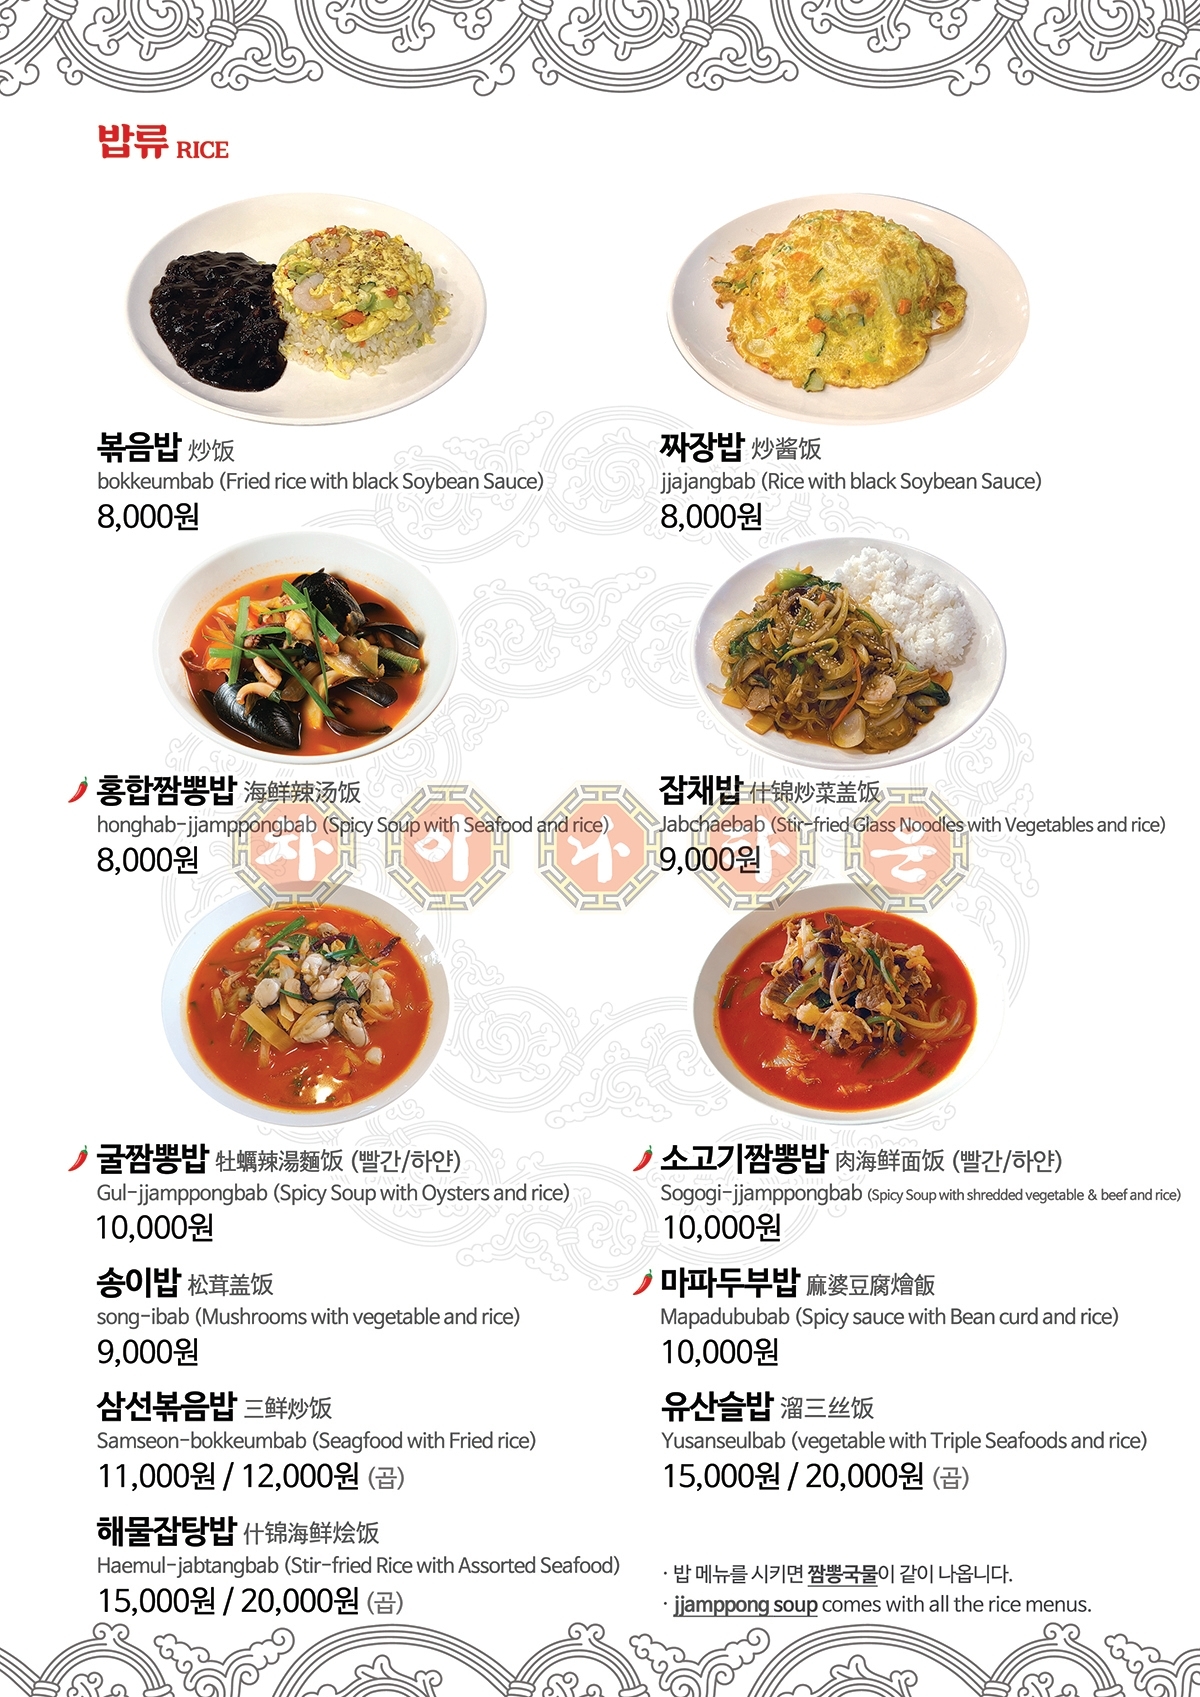 밥류 RICE
볶음밥 炒饭
bokkeumbab (Fried rice with black Soybean Sauce)
8,000원
짜장밥 炒酱饭
jjajangbab (Rice with black Soybean Sauce)
8,000원
홍합짬뽕밥 海鲜辣汤饭
honghab-jjamppongbab (Spicy Soup with Seafood and rice)
8,000원
잡채밥 什锦炒菜盖饭
Jabchaebab (Stir-fried Glass Noodles with Vegetables and rice)
9,000원
차이나타운
굴짬뽕밥 牡蠣辣湯麵饭 (빨간/하얀)
Gul-jjamppongbab (Spicy Soup with Oysters and rice)
10,000원
소고기짬뽕밥 肉海鲜面饭 (빨간/하얀)
Sogogi-jjamppongbab (Spicy Soup with shredded vegetable & beef and rice)
10,000원
송이밥 松茸盖饭
song-ibab (Mushrooms with vegetable and rice)
9,000원
마파두부밥 麻婆豆腐燴飯
Mapadububab (Spicy sauce with Bean curd and rice)
10,000원
삼선볶음밥 三鲜炒饭
Samseon-bokkeumbab (Seagfood with Fried rice)
11,000원 / 12,000원 (곱)
유산슬밥 溜三丝饭
Yusanseulbab (vegetable with Triple Seafoods and rice)
15,000원 / 20,000원 (곱)
해물잡탕밥 什锦海鲜烩饭
Haemul-jabtangbab (Stir-fried Rice with Assorted Seafood)
15,000원 / 20,000원 (곱)
· 밥 메뉴를 시키면 짬뽕국물이 같이 나옵니다.
· jjamppong soup comes with all the rice menus.